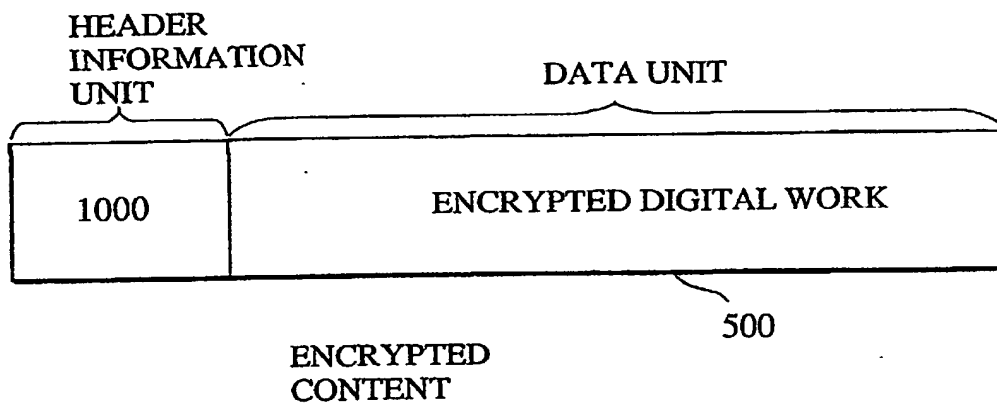 HEADER
INFORMATION
UNIT
DATA UNIT
1000
ENCRYPTED DIGITAL WORK
500
ENCRYPTED
CONTENT